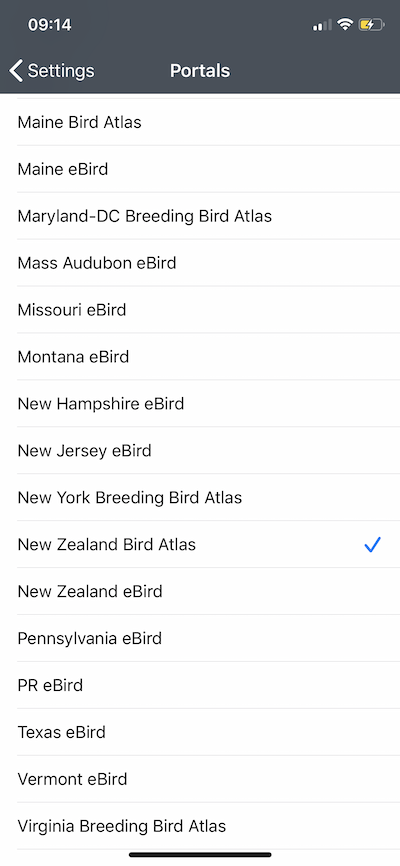 09:14
Settings
Portals
Maine Bird Atlas
Maine eBird
Maryland-DC Breeding Bird Atlas
Mass Audubon eBird
Missouri eBird
Montana eBird
New Hampshire eBird
New Jersey eBird
New York Breeding Bird Atlas
New Zealand Bird Atlas
New Zealand eBird
Pennsylvania eBird
PR eBird
Texas eBird
Vermont eBird
Virginia Breeding Bird Atlas